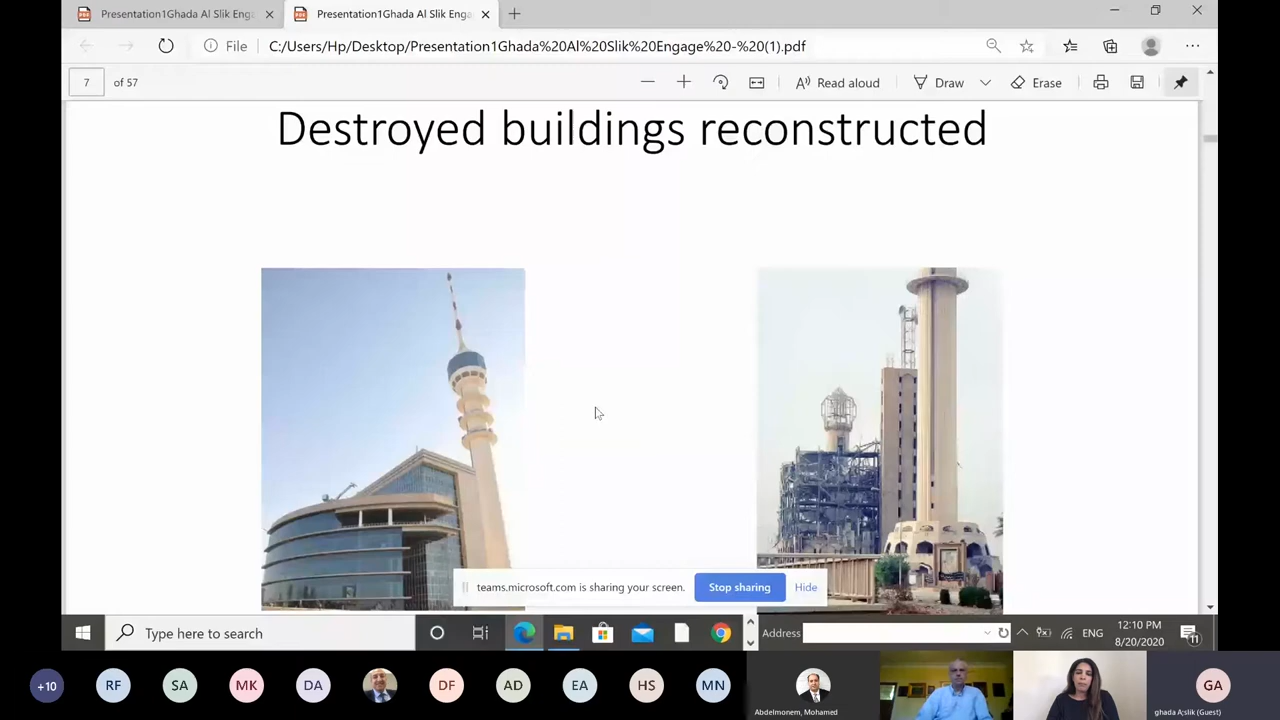 Presentation1Ghada Al Slik Enga
Presentation1Ghada Al Slik Enga
File
C:/Users/Hp/Desktop/Presentation1Ghada%20Al%20Slik%20Engage%20-%20(1).pdf
7 of 57
Read aloud
Draw
Erase
Destroyed buildings reconstructed
teams.microsoft.com is sharing your screen.
Stop sharing
Hide
Type here to search
Address
ENG
12:10 PM
8/20/2020
11
+10
RF
SA
MK
DA
DF
AD
EA
HS
MN
GA
Abdelmonem, Mohamed
ghada A;slik (Guest)